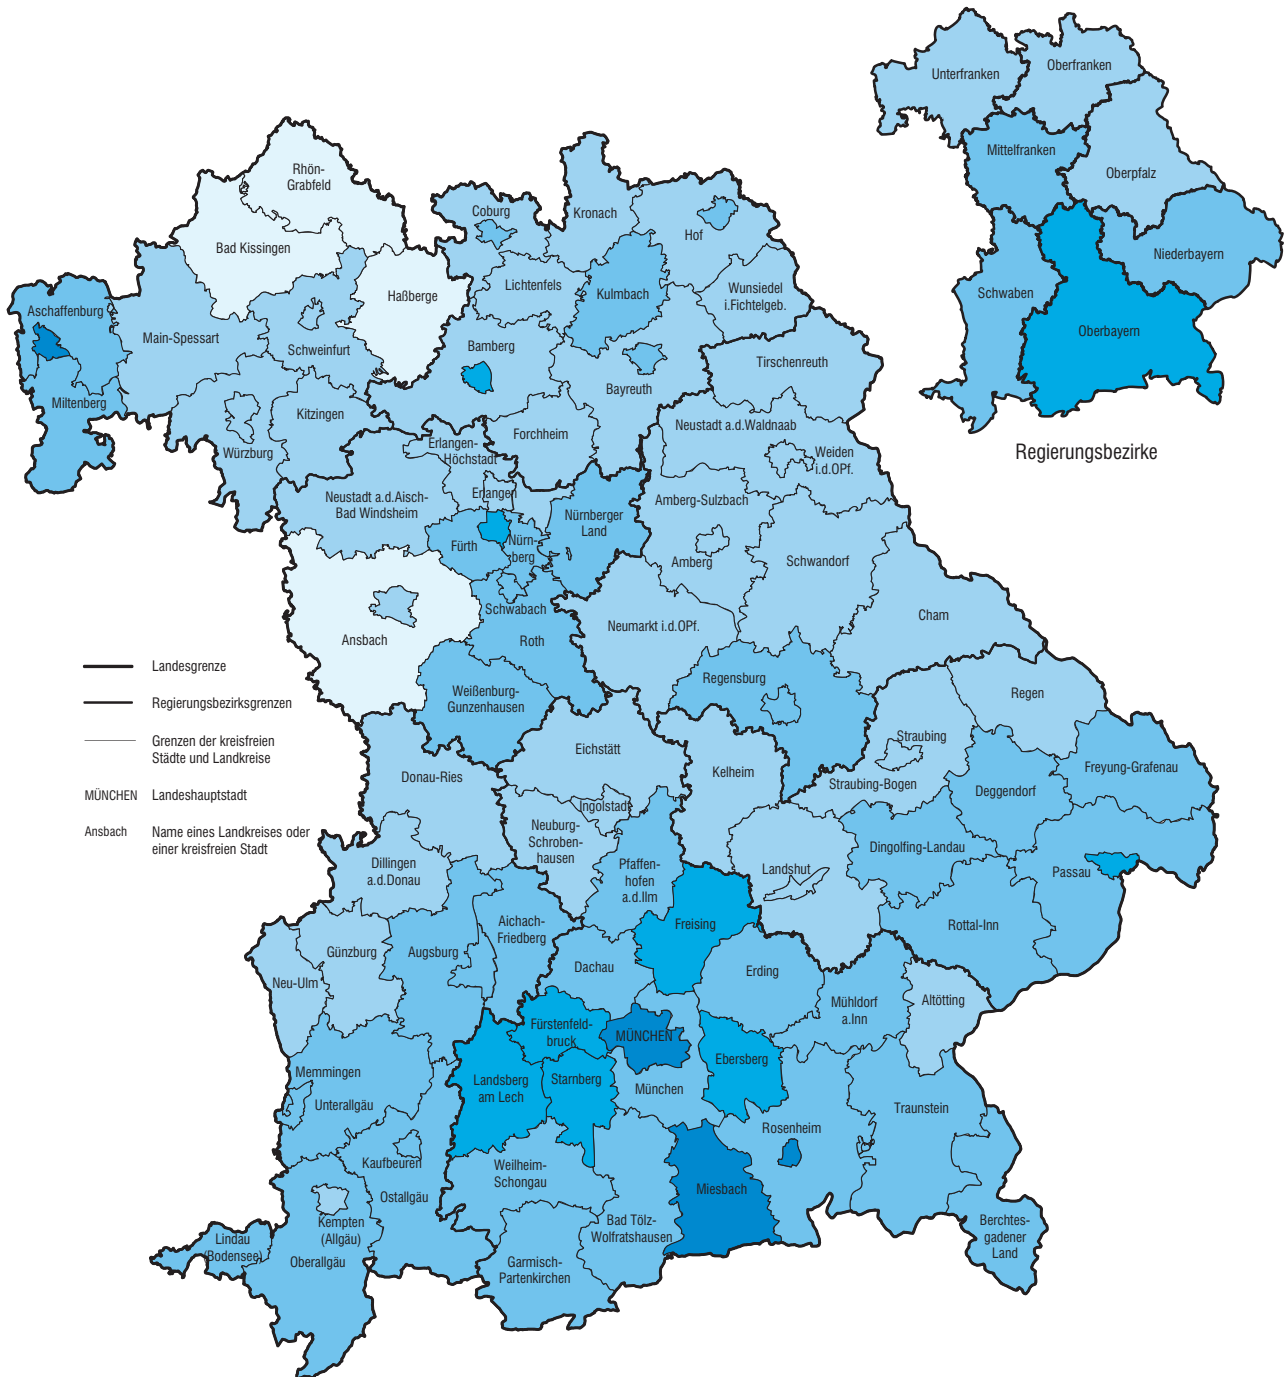 Unterfranken
Oberfranken
Mittelfranken
Oberpfalz
Niederbayern
Schwaben
Oberbayern
Regierungsbezirke
Rhön-
Grabfeld
Bad Kissingen
Haßberge
Coburg
Kronach
Hof
Lichtenfels
Kulmbach
Wunsiedel
i.Fichtelgeb.
Aschaffenburg
Main-Spessart
Schweinfurt
Bamberg
Bayreuth
Tirschenreuth
Miltenberg
Kitzingen
Würzburg
Forchheim
Erlangen-
Höchstadt
Erlangen
Neustadt a.d.Waldnaab
Weiden
i.d.OPf.
Neustadt a.d.Aisch-
Bad Windsheim
Nürnberger
Land
Amberg-Sulzbach
Fürth
Nürn-
berg
Amberg
Schwandorf
Cham
Schwabach
Roth
Ansbach
Neumarkt i.d.OPf.
Weißenburg-
Gunzenhausen
Regensburg
Regen
Landesgrenze
Regierungsbezirksgrenzen
Grenzen der kreisfreien
Städte und Landkreise
MÜNCHEN
Landeshauptstadt
Ansbach
Name eines Landkreises oder
einer kreisfreien Stadt
Eichstätt
Straubing
Straubing-Bogen
Freyung-Grafenau
Deggendorf
Donau-Ries
Kelheim
Ingolstadt
Neuburg-
Schroben-
hausen
Dillingen
a.d.Donau
Pfaffen-
hofen
a.d.Ilm
Landshut
Dingolfing-Landau
Passau
Rottal-Inn
Aichach-
Friedberg
Freising
Günzburg
Augsburg
Neu-Ulm
Dachau
Erding
Mühldorf
a.Inn
Altötting
Fürstenfeld-
bruck
MÜNCHEN
Ebersberg
Memmingen
Unterallgäu
Landsberg
am Lech
Starnberg
München
Traunstein
Rosenheim
Kaufbeuren
Ostallgäu
Weilheim-
Schongau
Miesbach
Kempten
(Allgäu)
Bad Tölz-
Wolfratshausen
Berchtes-
gadener
Land
Lindau
(Bodensee)
Oberallgäu
Garmisch-
Partenkirchen